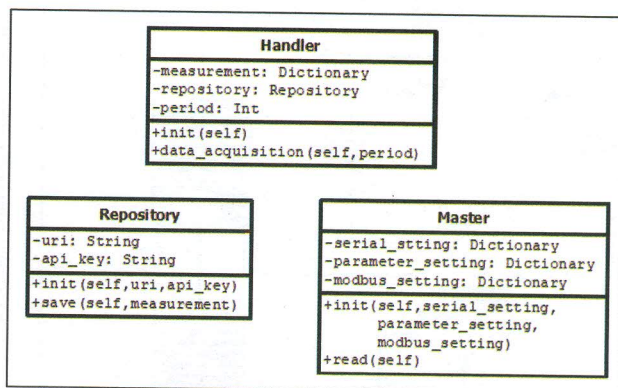 Handler
-measurement: Dictionary
-repository: Repository
-period: Int
+init(self)
+data_acquisition(self,period)
Repository
-uri: String
-api_key: String
+init(self,uri,api_key)
+save(self,measurement)
Master
-serial_stting: Dictionary
-parameter_setting: Dictionary
-modbus_setting: Dictionary
+init(self,serial_setting,
parameter_setting,
modbus_setting)
+read(self)